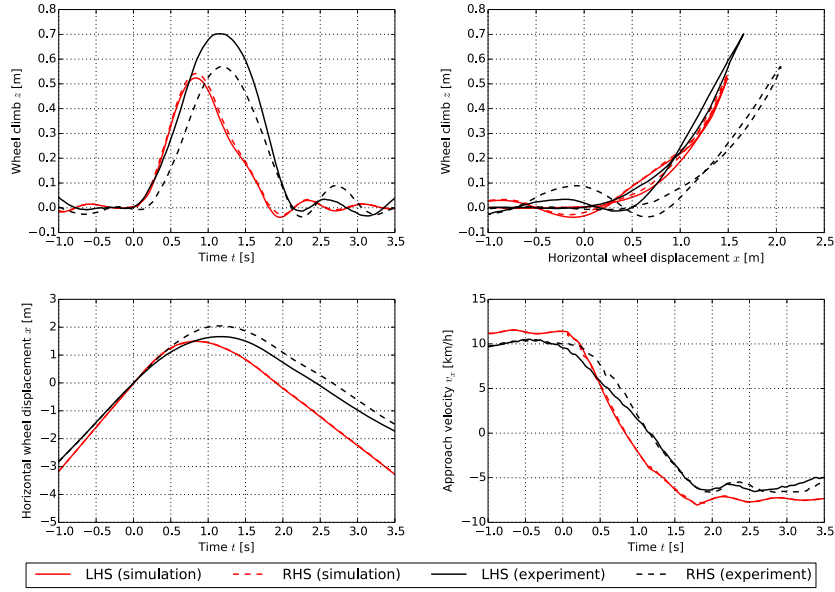 0.8
0.7
0.6
0.5
0.4
0.3
0.2
0.1
0.0
−0.1
Wheel climb z [m]
−1.0 −0.5 0.0 0.5 1.0 1.5 2.0 2.5 3.0 3.5
Time t [s]
0.8
0.7
0.6
0.5
0.4
0.3
0.2
0.1
0.0
−0.1
Wheel climb z [m]
−1.0 −0.5 0.0 0.5 1.0 1.5 2.0 2.5
Horizontal wheel displacement x [m]
3
2
1
0
−1
−2
−3
−4
−5
Horizontal wheel displacement x [m]
−1.0 −0.5 0.0 0.5 1.0 1.5 2.0 2.5 3.0 3.5
Time t [s]
15
10
5
0
−5
−10
Approach velocity vₓ [km/h]
−1.0 −0.5 0.0 0.5 1.0 1.5 2.0 2.5 3.0 3.5
Time t [s]
LHS (simulation) RHS (simulation) LHS (experiment) RHS (experiment)